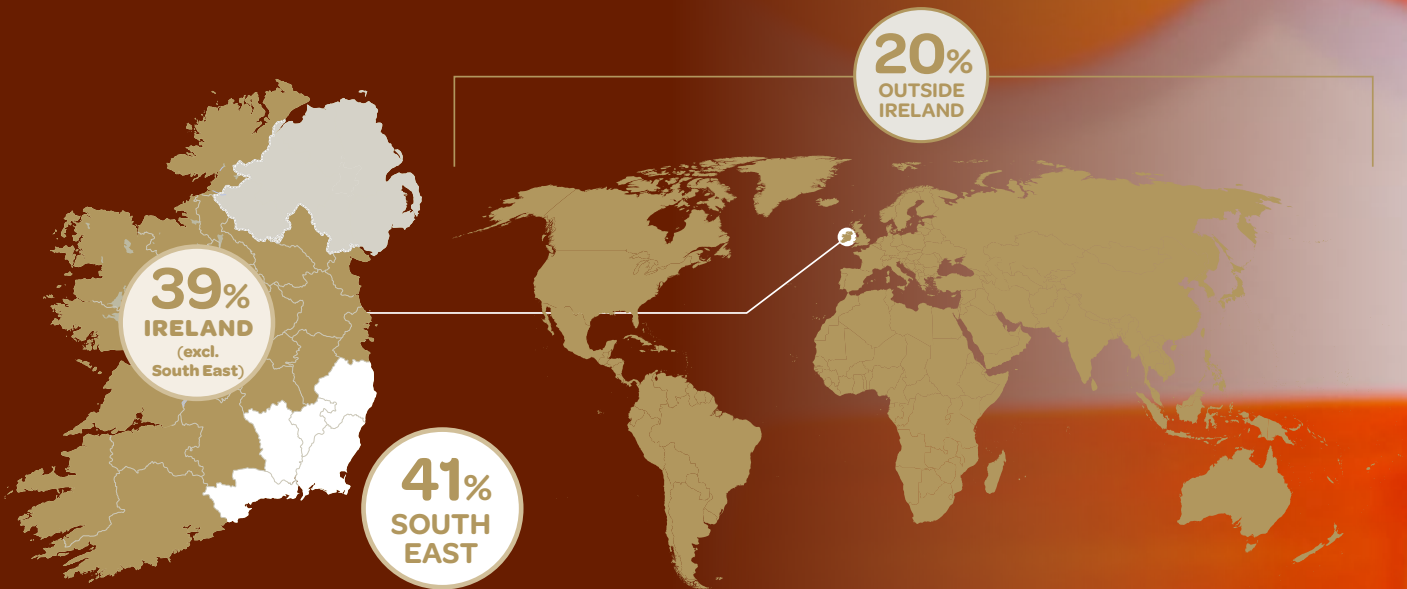 20%
OUTSIDE
IRELAND
39%
IRELAND
(excl.
South East)
41%
SOUTH
EAST